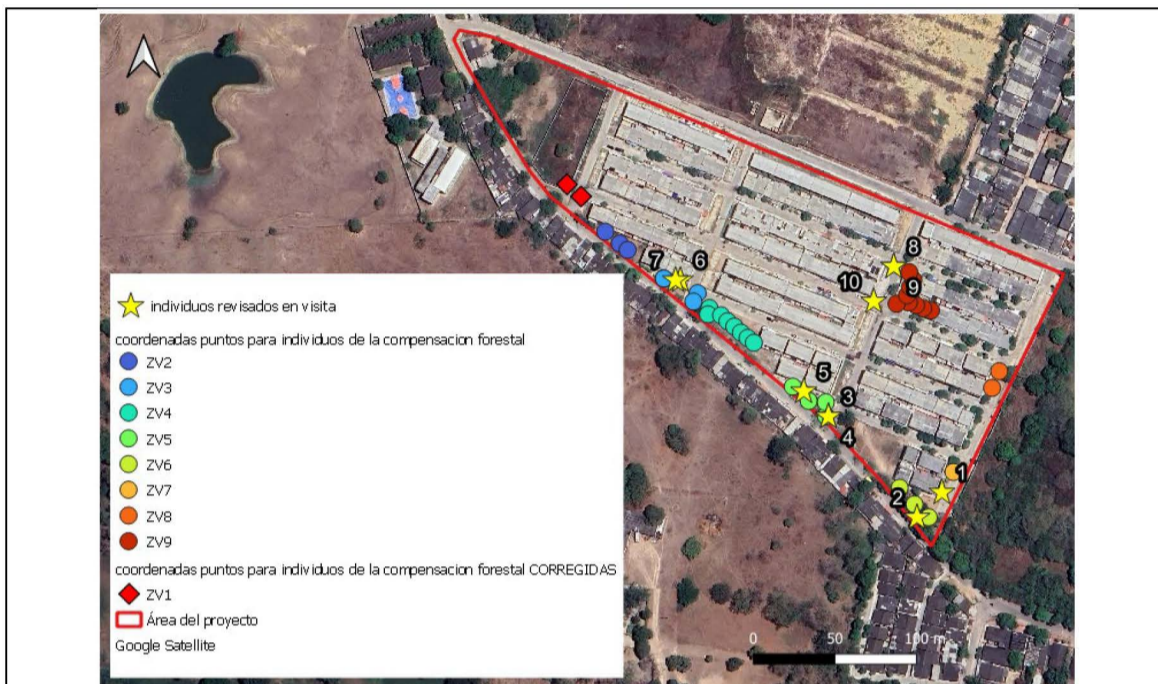 8
7
6
10
9
individuos revisados en visita
coordenadas puntos para individuos de la compensacion forestal
ZV2
5
ZV3
3
ZV4
4
ZV5
ZV6
1
ZV7
2
ZV8
ZV9
coordenadas puntos para individuos de la compensacion forestal CORREGIDAS
ZV1
Área del proyecto
Google Satellite
0 50 100 m